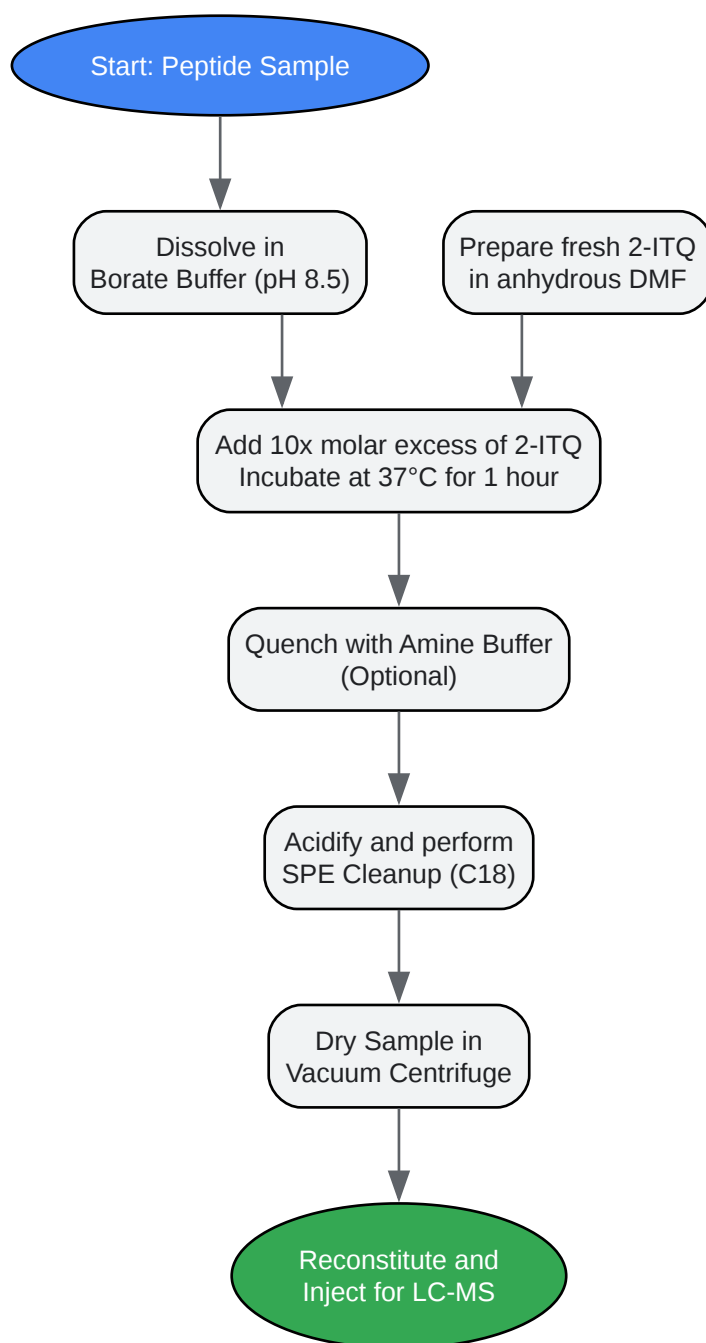 Start: Peptide Sample
Dissolve in
Borate Buffer (pH 8.5)
Prepare fresh 2-ITQ
in anhydrous DMF
Add 10x molar excess of 2-ITQ
Incubate at 37°C for 1 hour
Quench with Amine Buffer
(Optional)
Acidify and perform
SPE Cleanup (C18)
Dry Sample in
Vacuum Centrifuge
Reconstitute and
Inject for LC-MS